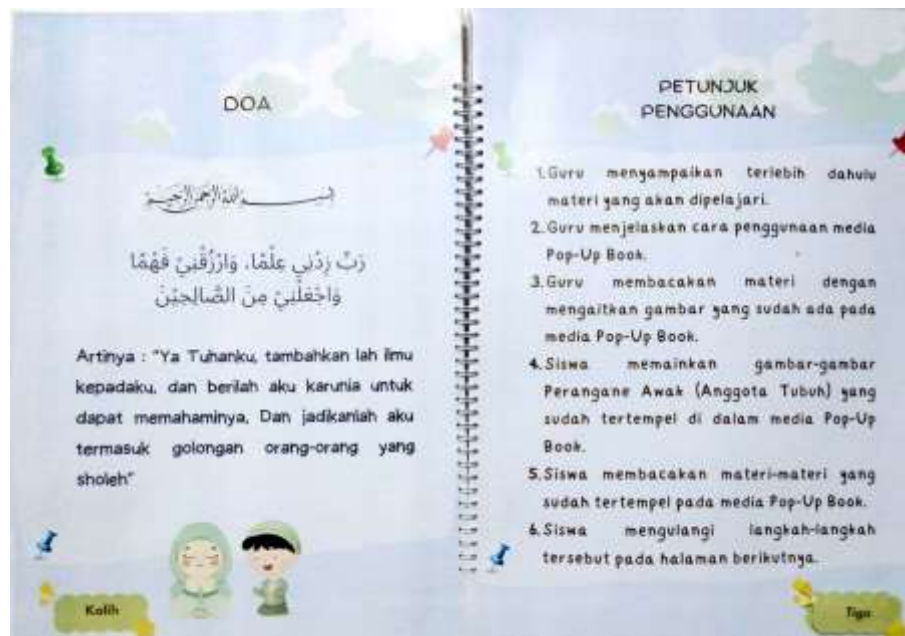 DOA
بسم الله الرحمن الرحيم
رَبِّ زِدْنِي عِلْمًا، وَارْزُقْنِيْ فَهْمًا
وَاجْعَلْنِيْ مِنَ الصَّالِحِيْنَ
Artinya : "Ya Tuhanku, tambahkan lah ilmu
kepadaku, dan berilah aku karunia untuk
dapat memahaminya, Dan jadikanlah aku
termasuk golongan orang-orang yang
sholeh"
Kalih
PETUNJUK
PENGGUNAAN
1. Guru menyampaikan terlebih dahulu
materi yang akan dipelajari.
2. Guru menjelaskan cara penggunaan media
Pop-Up Book.
3. Guru membacakan materi dengan
mengaitkan gambar yang sudah ada pada
media Pop-Up Book.
4. Siswa memainkan gambar-gambar
Perangane Awak (Anggota Tubuh) yang
sudah tertempel di dalam media Pop-Up
Book.
5. Siswa membacakan materi-materi yang
sudah tertempel pada media Pop-Up Book.
6. Siswa mengulangi langkah-langkah
tersebut pada halaman berikutnya.
Tiga